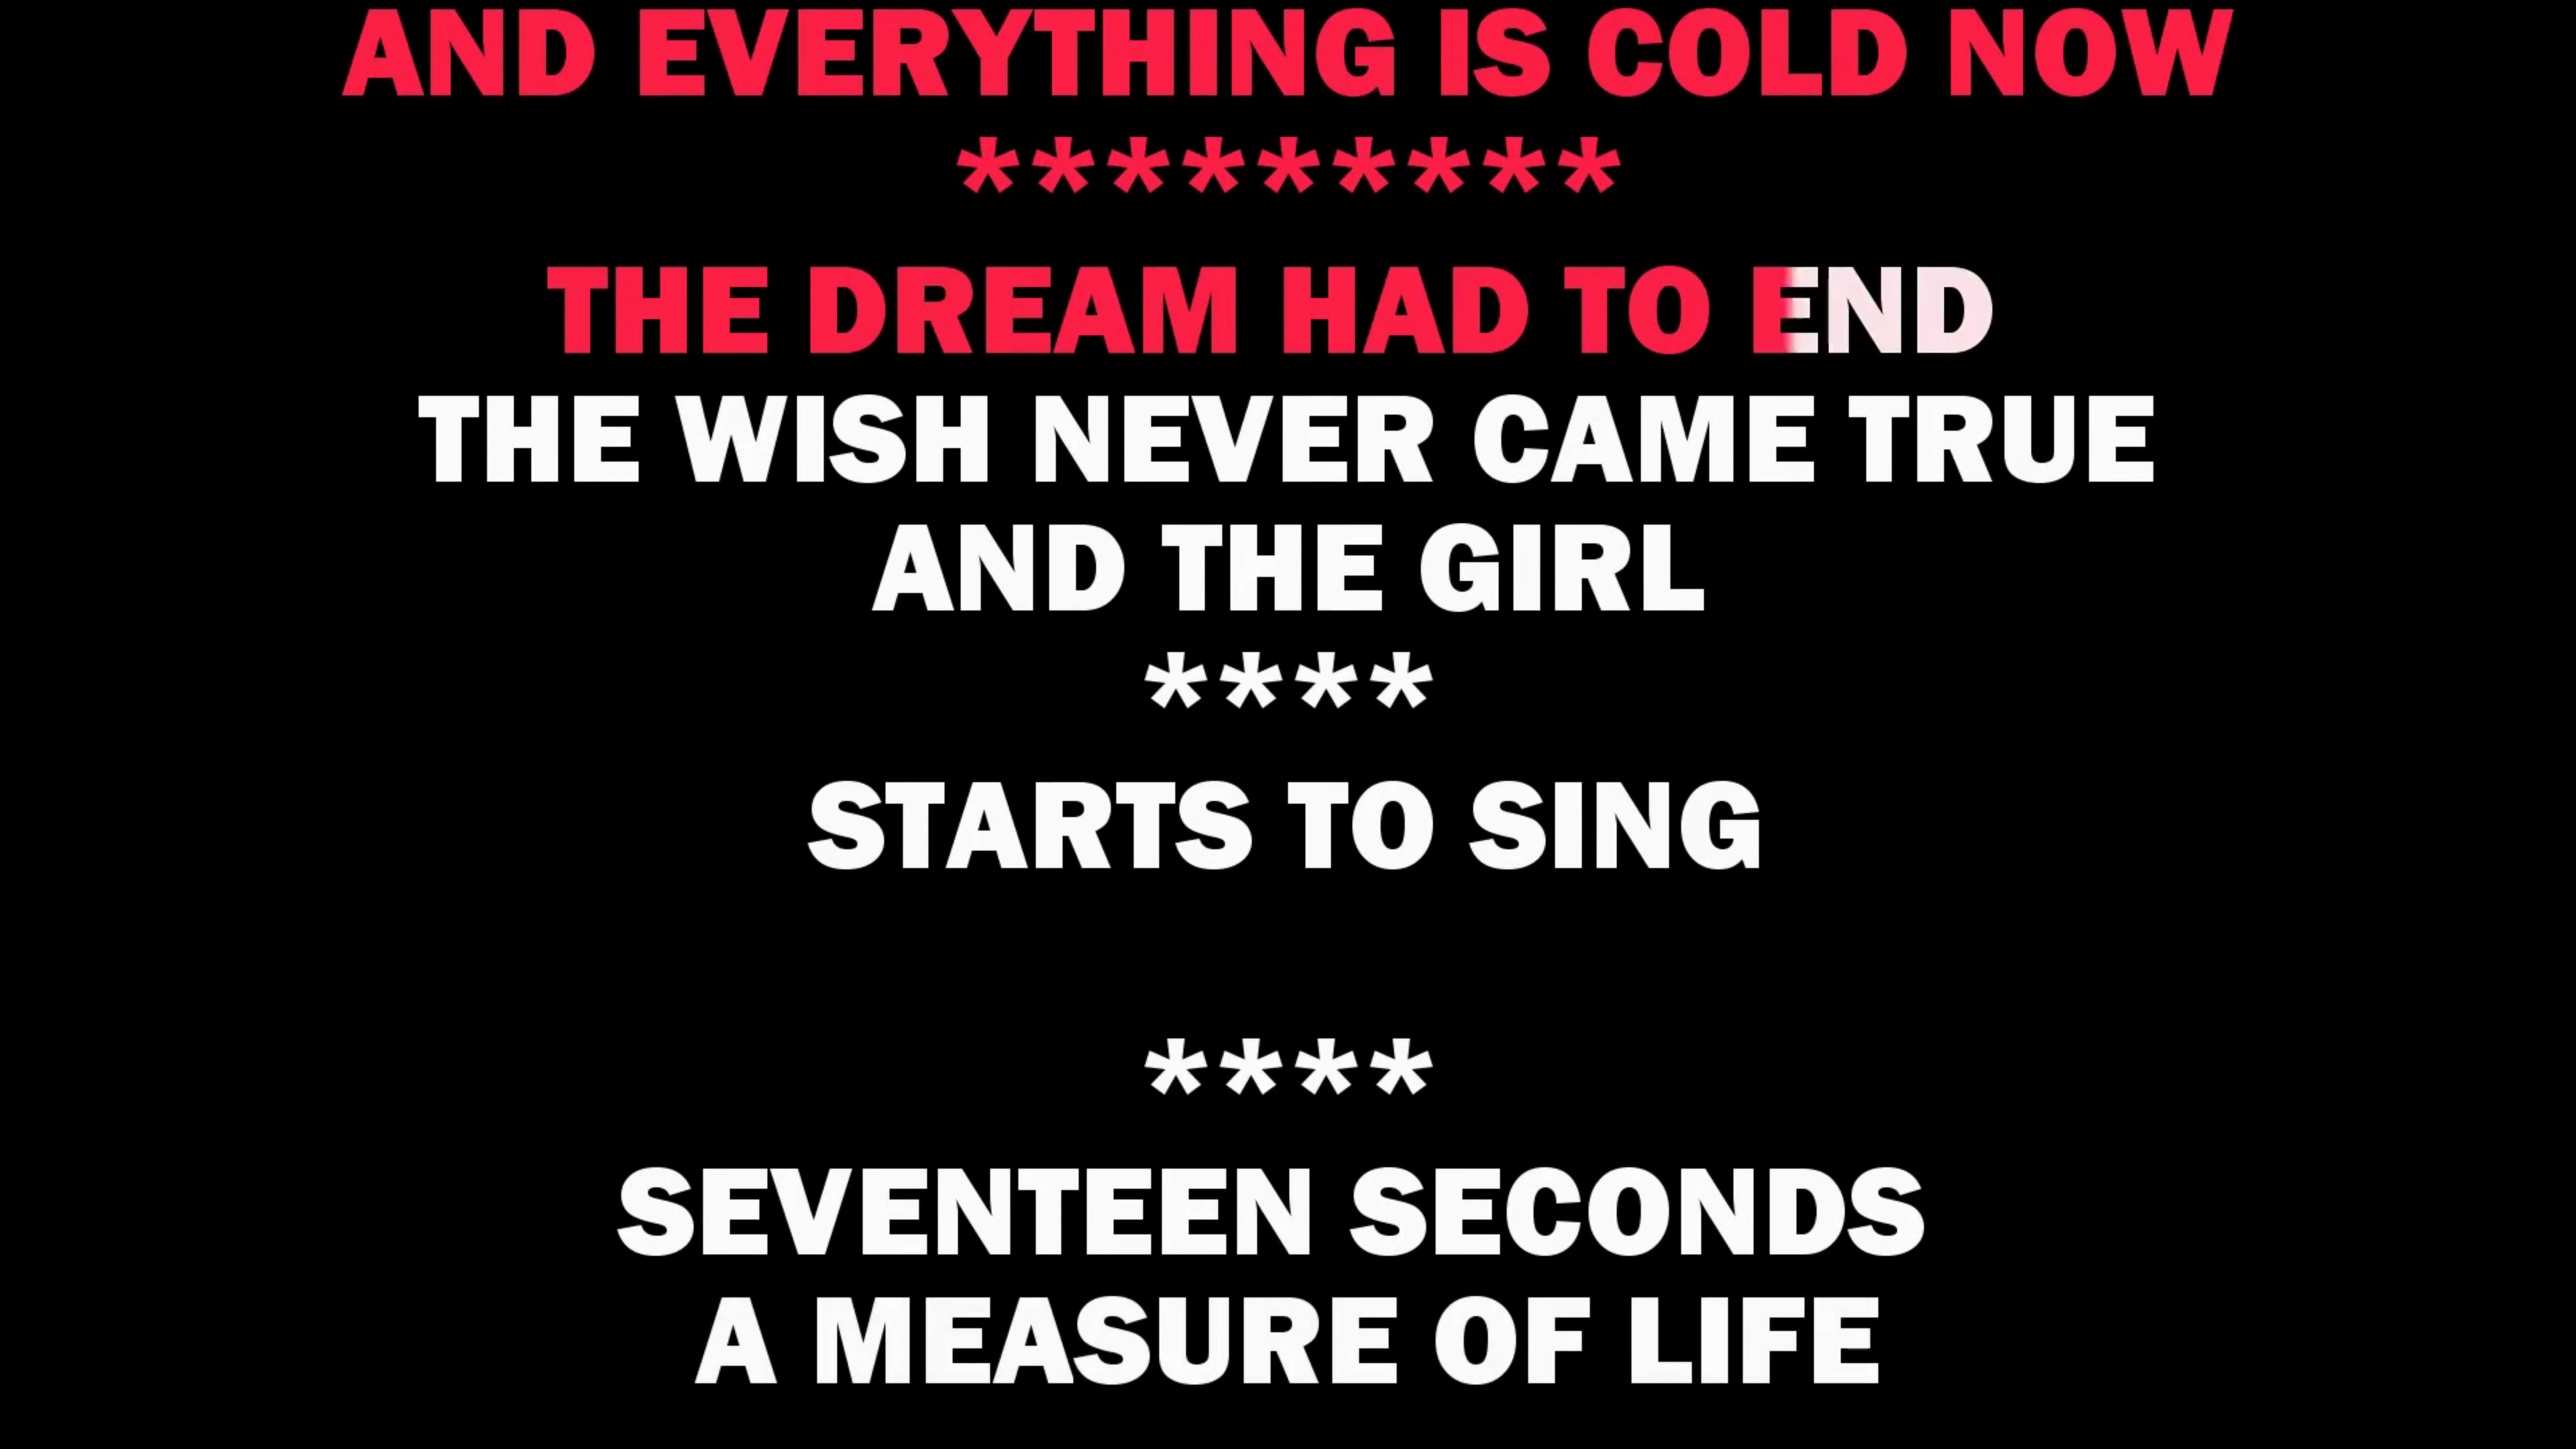 AND EVERYTHING IS COLD NOW
*********
THE DREAM HAD TO END
THE WISH NEVER CAME TRUE
AND THE GIRL
****
STARTS TO SING
****
SEVENTEEN SECONDS
A MEASURE OF LIFE